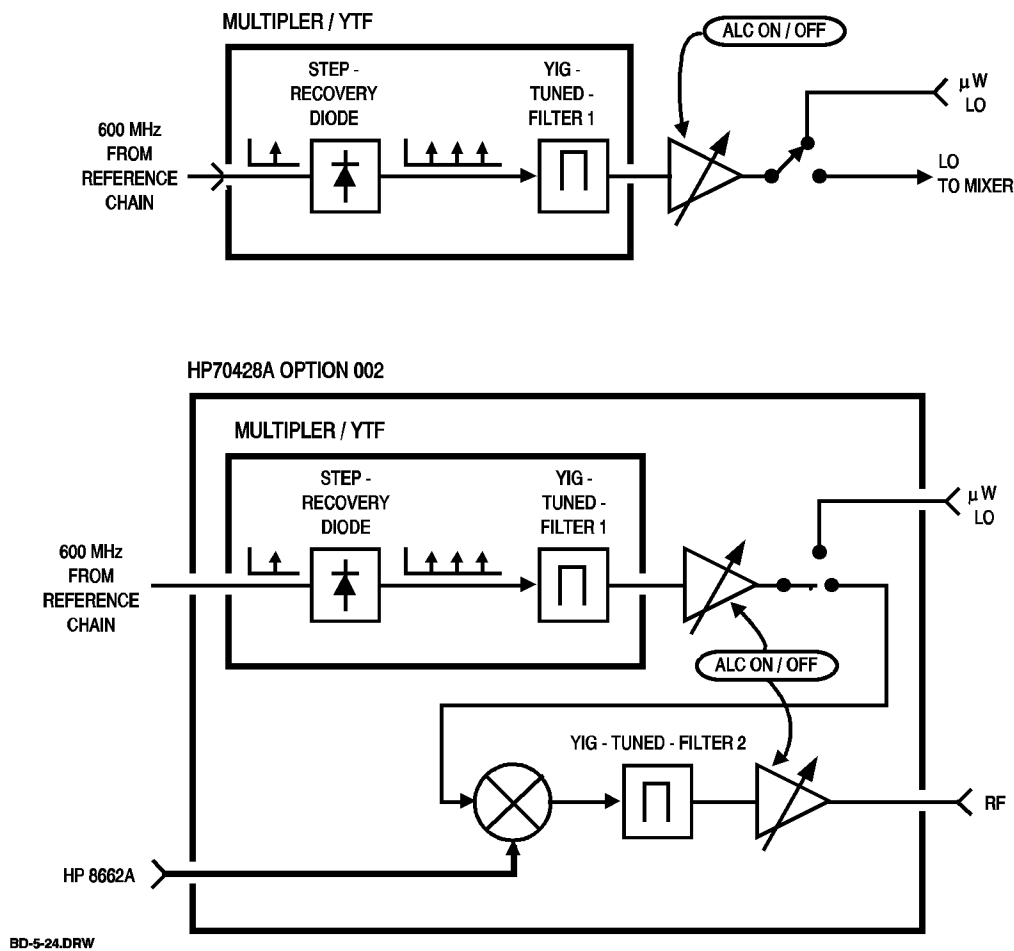 MULTIPLER / YTF
ALC ON / OFF
STEP -
RECOVERY
DIODE
YIG -
TUNED -
FILTER 1
600 MHz
FROM
REFERENCE
CHAIN
μ W
LO
LO
TO MIXER
HP70428A OPTION 002
MULTIPLER / YTF
STEP -
RECOVERY
DIODE
YIG -
TUNED -
FILTER 1
600 MHz
FROM
REFERENCE
CHAIN
μ W
LO
ALC ON / OFF
YIG - TUNED - FILTER 2
RF
HP 8662A
BD-5-24.DRW